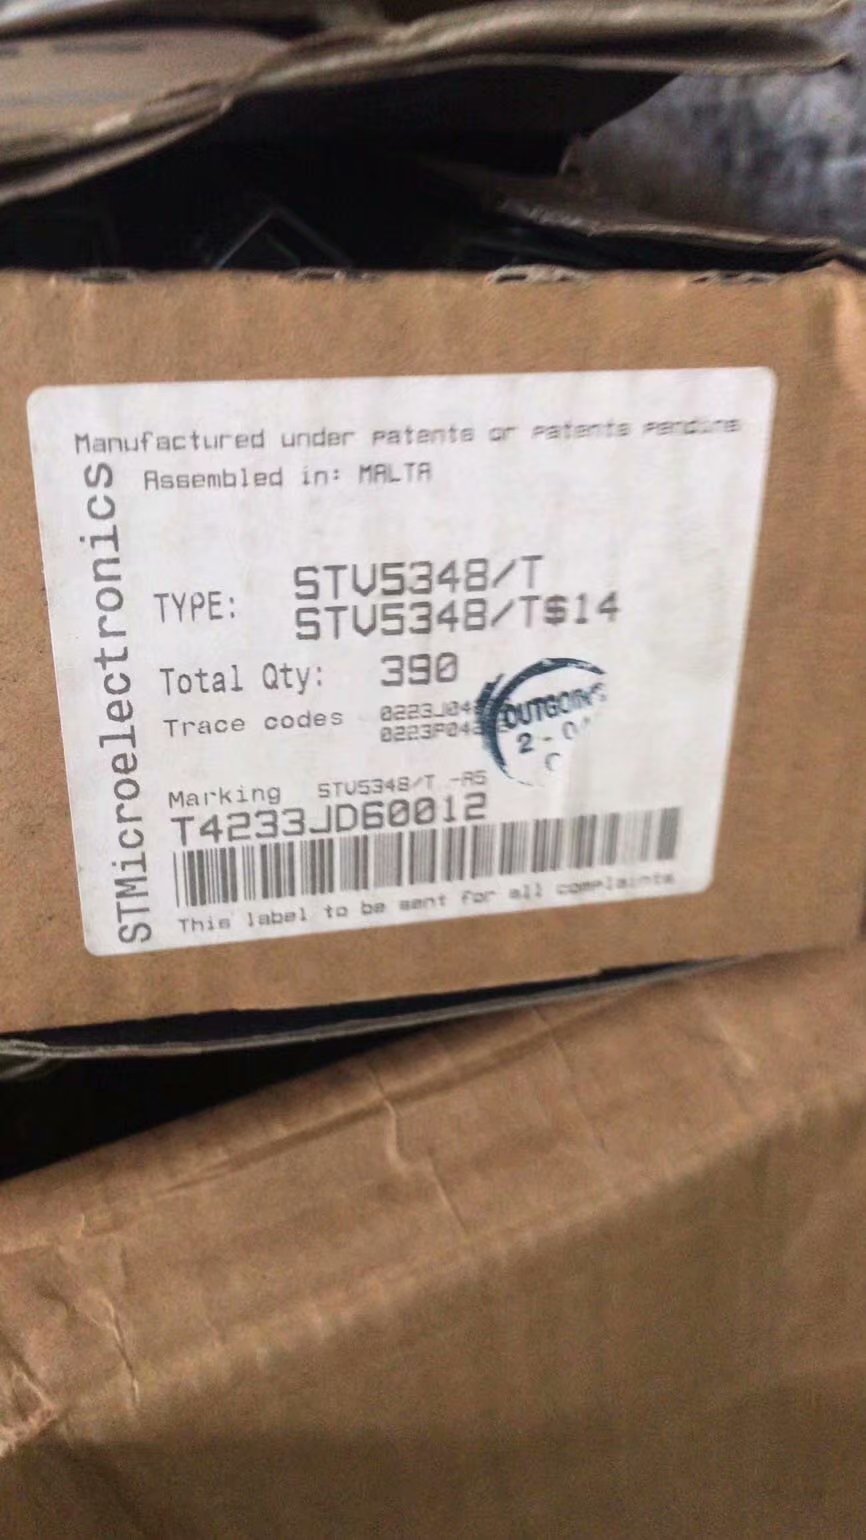 Manufactured under patents or patents pending
Assembled in: MALTA
STMicroelectronics
TYPE: STV5348/T
STV5348/T$14
Total Qty: 390
Trace codes
Marking STV5348/T -A5
T4233JD60012
This label to be sent for all complaints
OUTGOING